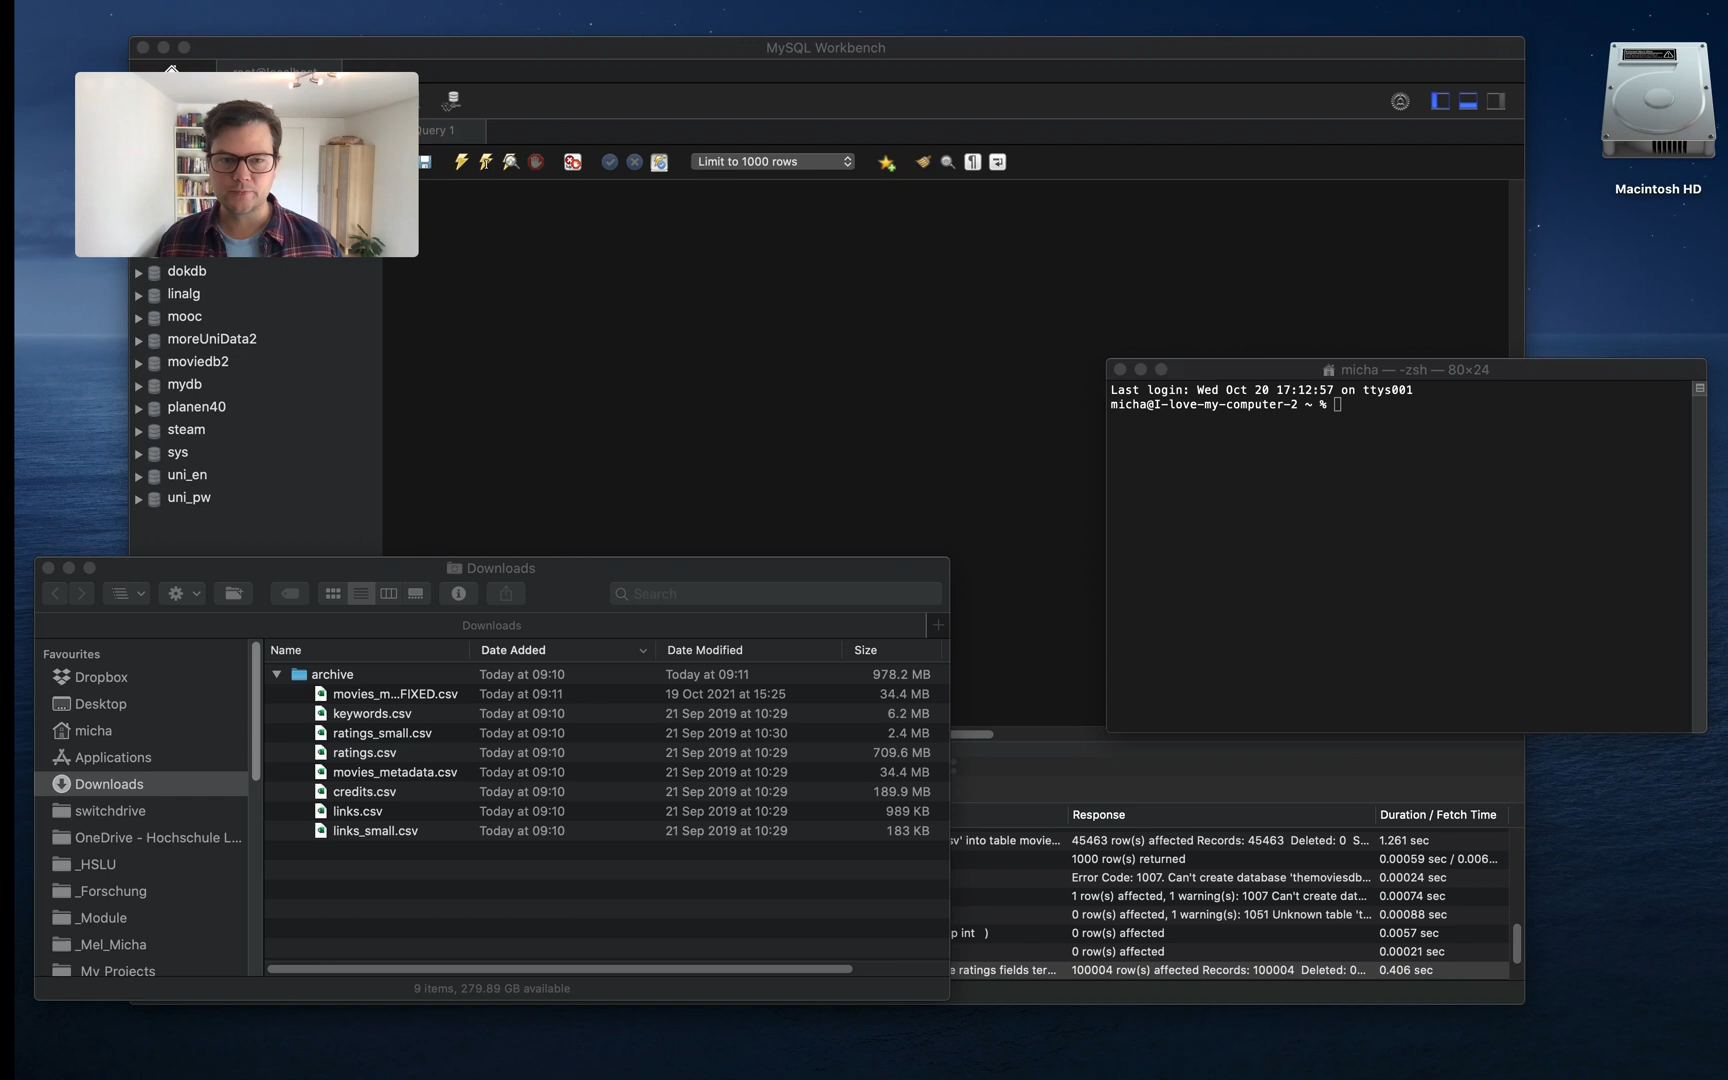 MySQL Workbench
Limit to 1000 rows
Macintosh HD
dokdb
linalg
mooc
moreUniData2
moviedb2
mydb
planen40
steam
sys
uni_en
uni_pw
micha — -zsh — 80×24
Last login: Wed Oct 20 17:12:57 on ttys001
micha@I-love-my-computer-2 ~ %
Downloads
Search
Downloads
Favourites
Dropbox
Desktop
micha
Applications
Downloads
switchdrive
OneDrive - Hochschule L...
_HSLU
_Forschung
_Module
_Mel_Micha
_My Projects
Name Date Added Date Modified Size
archive Today at 09:10 Today at 09:11 978.2 MB
movies_m...FIXED.csv Today at 09:11 19 Oct 2021 at 15:25 34.4 MB
keywords.csv Today at 09:10 21 Sep 2019 at 10:29 6.2 MB
ratings_small.csv Today at 09:10 21 Sep 2019 at 10:30 2.4 MB
ratings.csv Today at 09:10 21 Sep 2019 at 10:29 709.6 MB
movies_metadata.csv Today at 09:10 21 Sep 2019 at 10:29 34.4 MB
credits.csv Today at 09:10 21 Sep 2019 at 10:29 189.9 MB
links.csv Today at 09:10 21 Sep 2019 at 10:29 989 KB
links_small.csv Today at 09:10 21 Sep 2019 at 10:29 183 KB
9 items, 279.89 GB available
Response Duration / Fetch Time
sv' into table movie... 45463 row(s) affected Records: 45463 Deleted: 0 S... 1.261 sec
1000 row(s) returned 0.00059 sec / 0.006...
Error Code: 1007. Can't create database 'themoviesdb... 0.00024 sec
1 row(s) affected, 1 warning(s): 1007 Can't create dat... 0.00074 sec
0 row(s) affected, 1 warning(s): 1051 Unknown table 't... 0.00088 sec
p int ) 0 row(s) affected 0.0057 sec
0 row(s) affected 0.00021 sec
e ratings fields ter... 100004 row(s) affected Records: 100004 Deleted: 0... 0.406 sec